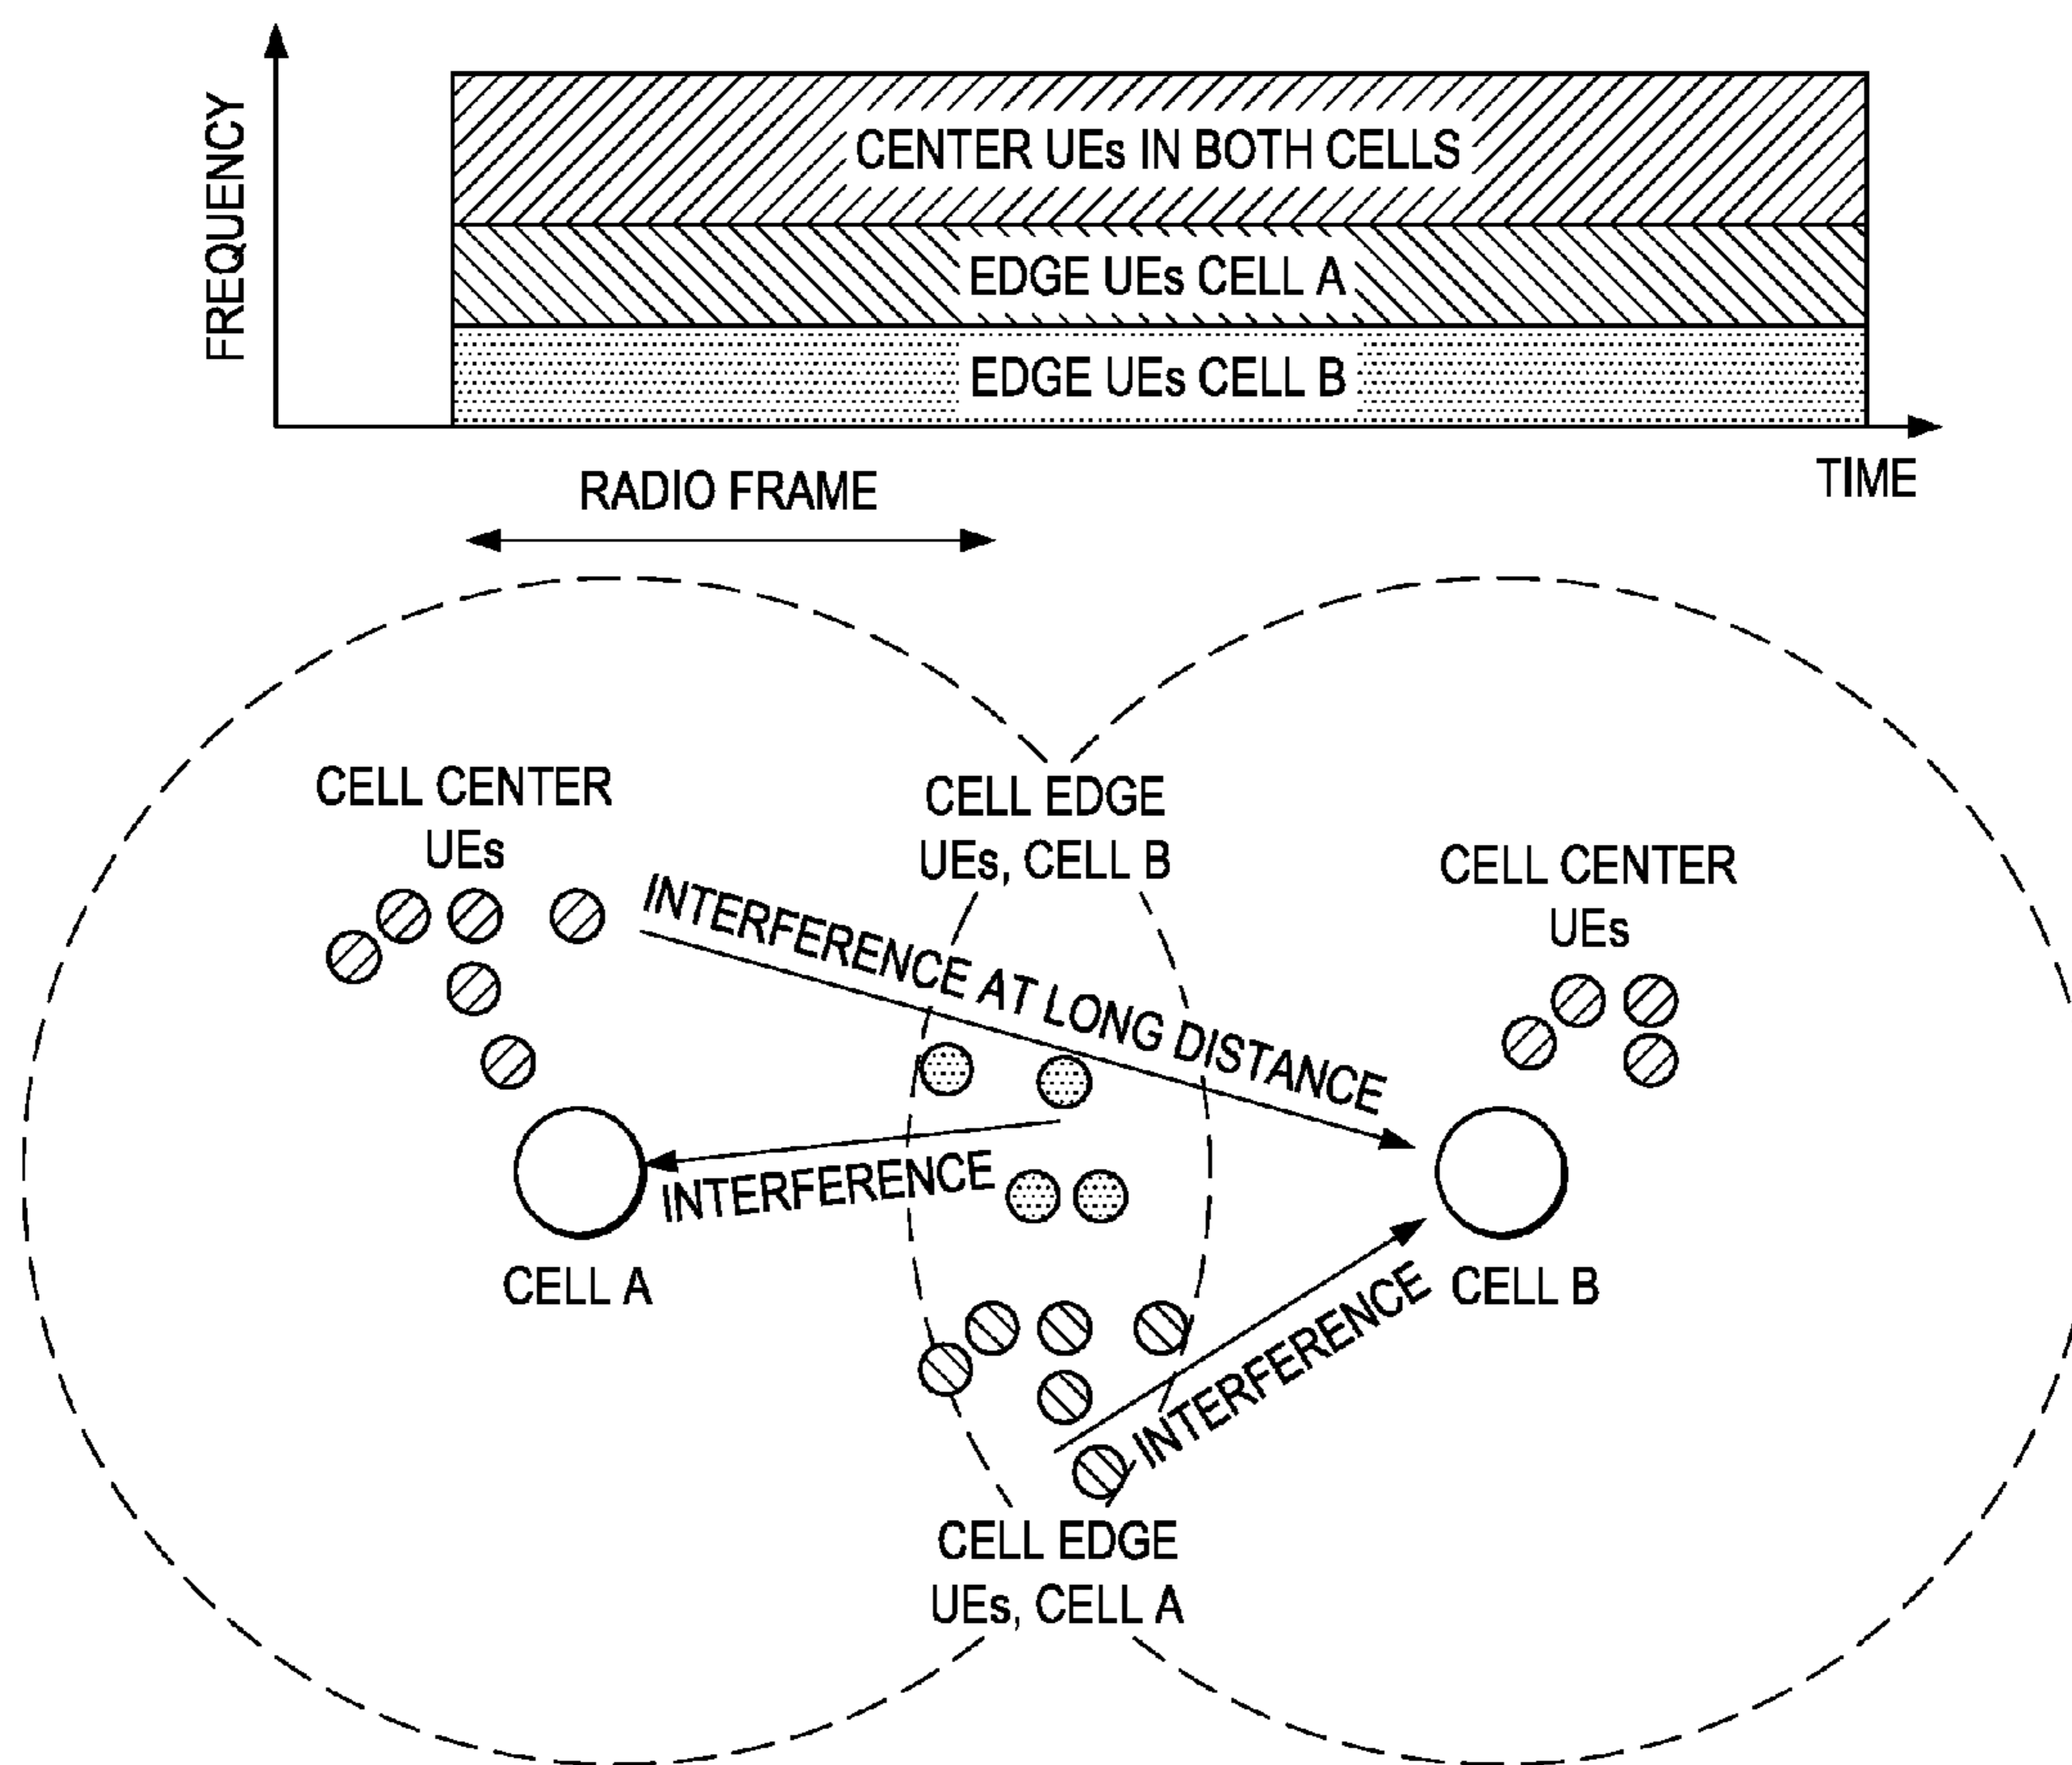 FREQUENCY
CENTER UEs IN BOTH CELLS
EDGE UEs CELL A
EDGE UEs CELL B
TIME
RADIO FRAME
CELL CENTER
UEs
CELL EDGE
UEs, CELL B
CELL CENTER
UEs
INTERFERENCE AT LONG DISTANCE
INTERFERENCE
CELL A
INTERFERENCE
CELL B
CELL EDGE
UEs, CELL A